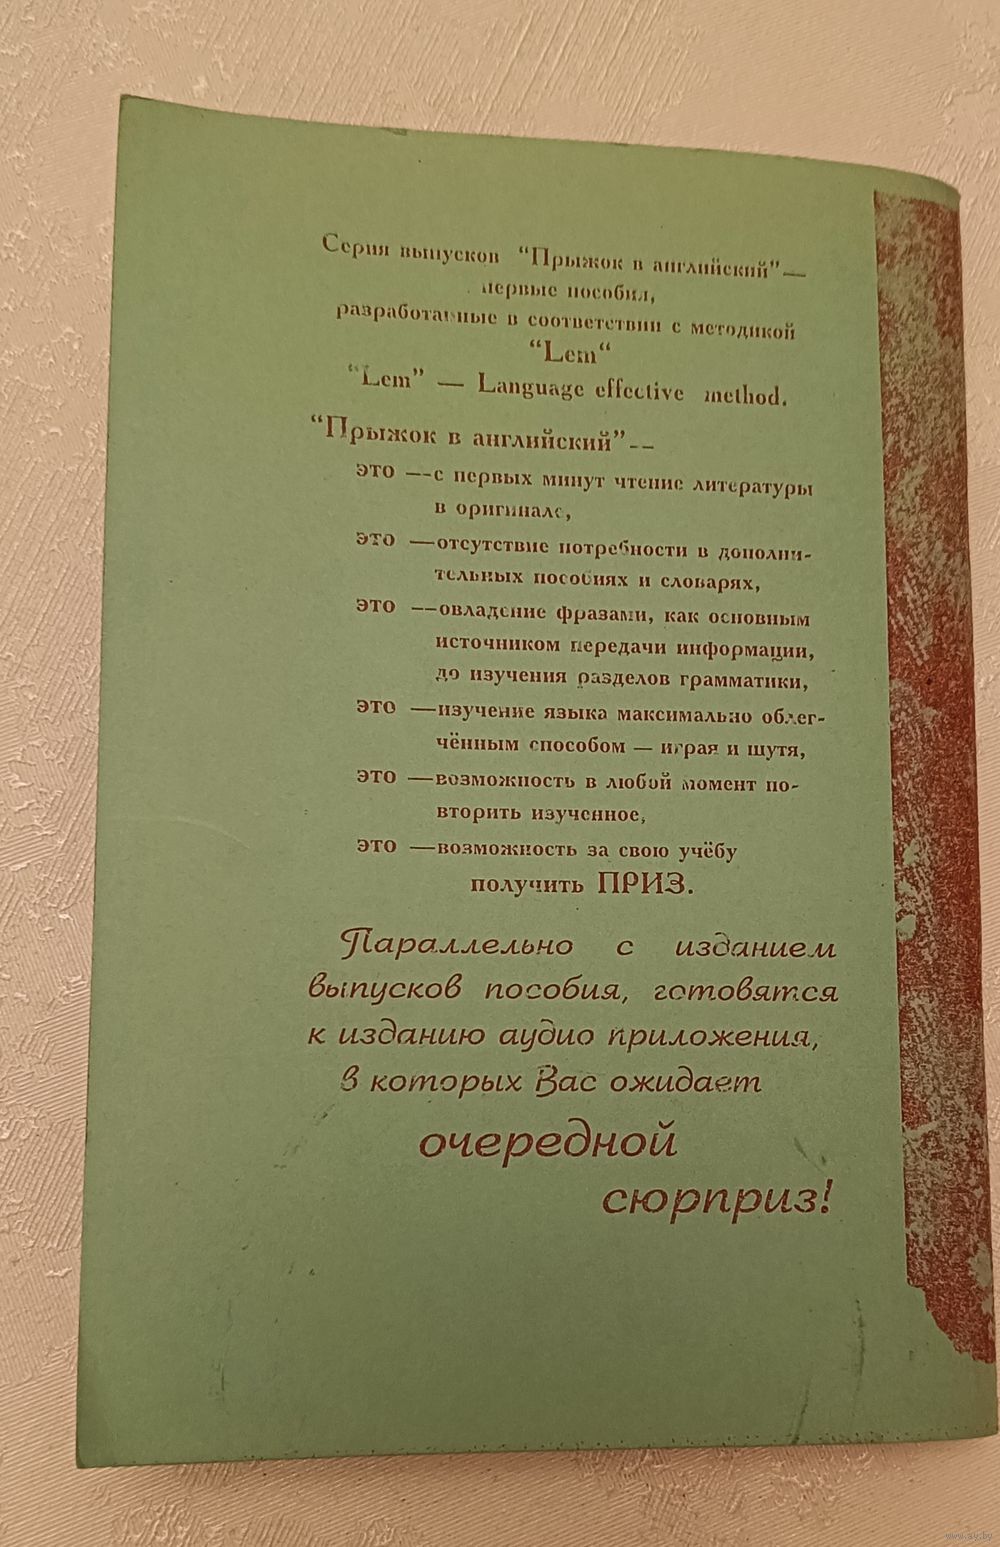 Серия выпусков “Прыжок в английский”—
первые пособия,
разработанные в соответствии с методикой
“Lem“
“Lem” — Language effective method.
“Прыжок в английский”--
это —с первых минут чтение литературы
в оригинале,
это —отсутствие потребности в дополни-
тельных пособиях и словарях,
это —овладение фразами, как основным
источником передачи информации,
до изучения разделов грамматики,
это —изучение языка максимально облег-
чённым способом — играя и шутя,
это —возможность в любой момент по-
вторить изученное,
это —возможность за свою учёбу
получить ПРИЗ.
Параллельно с изданием
выпусков пособия, готовятся
к изданию аудио приложения,
в которых Вас ожидает
очередной
сюрприз!
www.ay.by